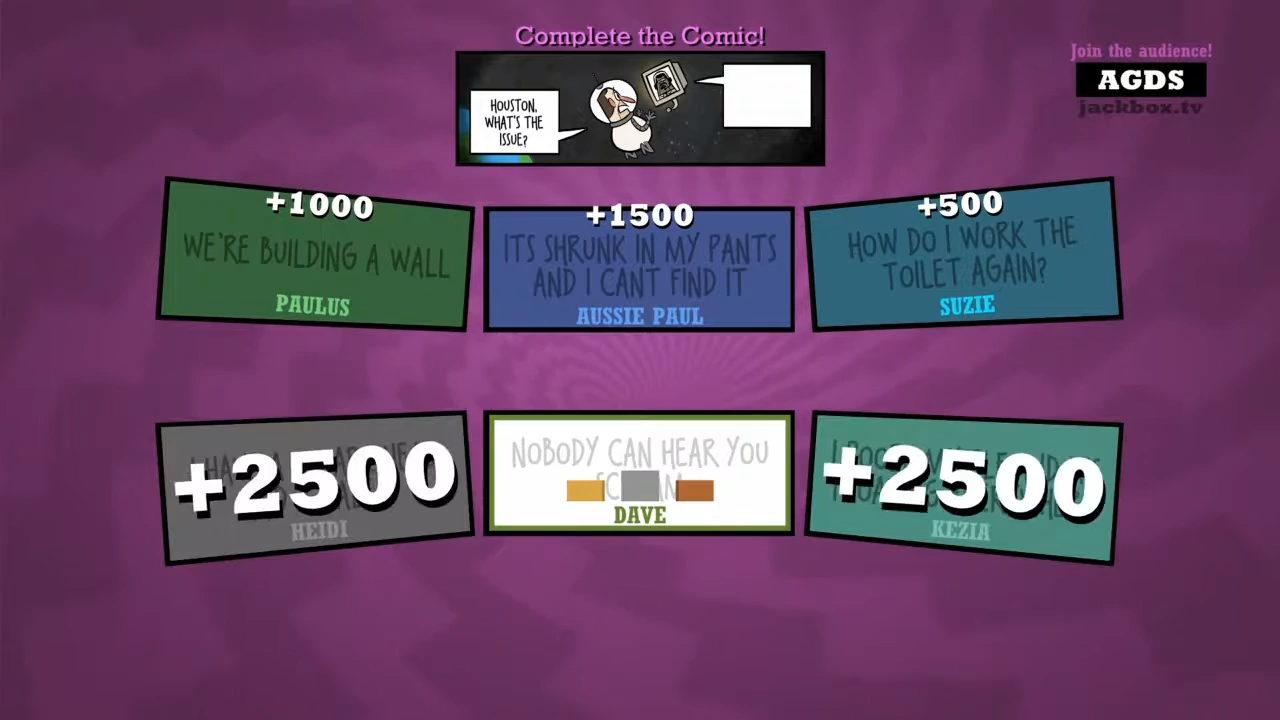 Complete the Comic!
Join the audience!
AGDS
jackbox.tv
HOUSTON,
WHAT'S THE
ISSUE?
+1000
WE'RE BUILDING A WALL
PAULUS
+1500
ITS SHRUNK IN MY PANTS
AND I CANT FIND IT
AUSSIE PAUL
+500
HOW DO I WORK THE
TOILET AGAIN?
SUZIE
+2500
HEIDI
NOBODY CAN HEAR YOU
DAVE
+2500
KEZIA